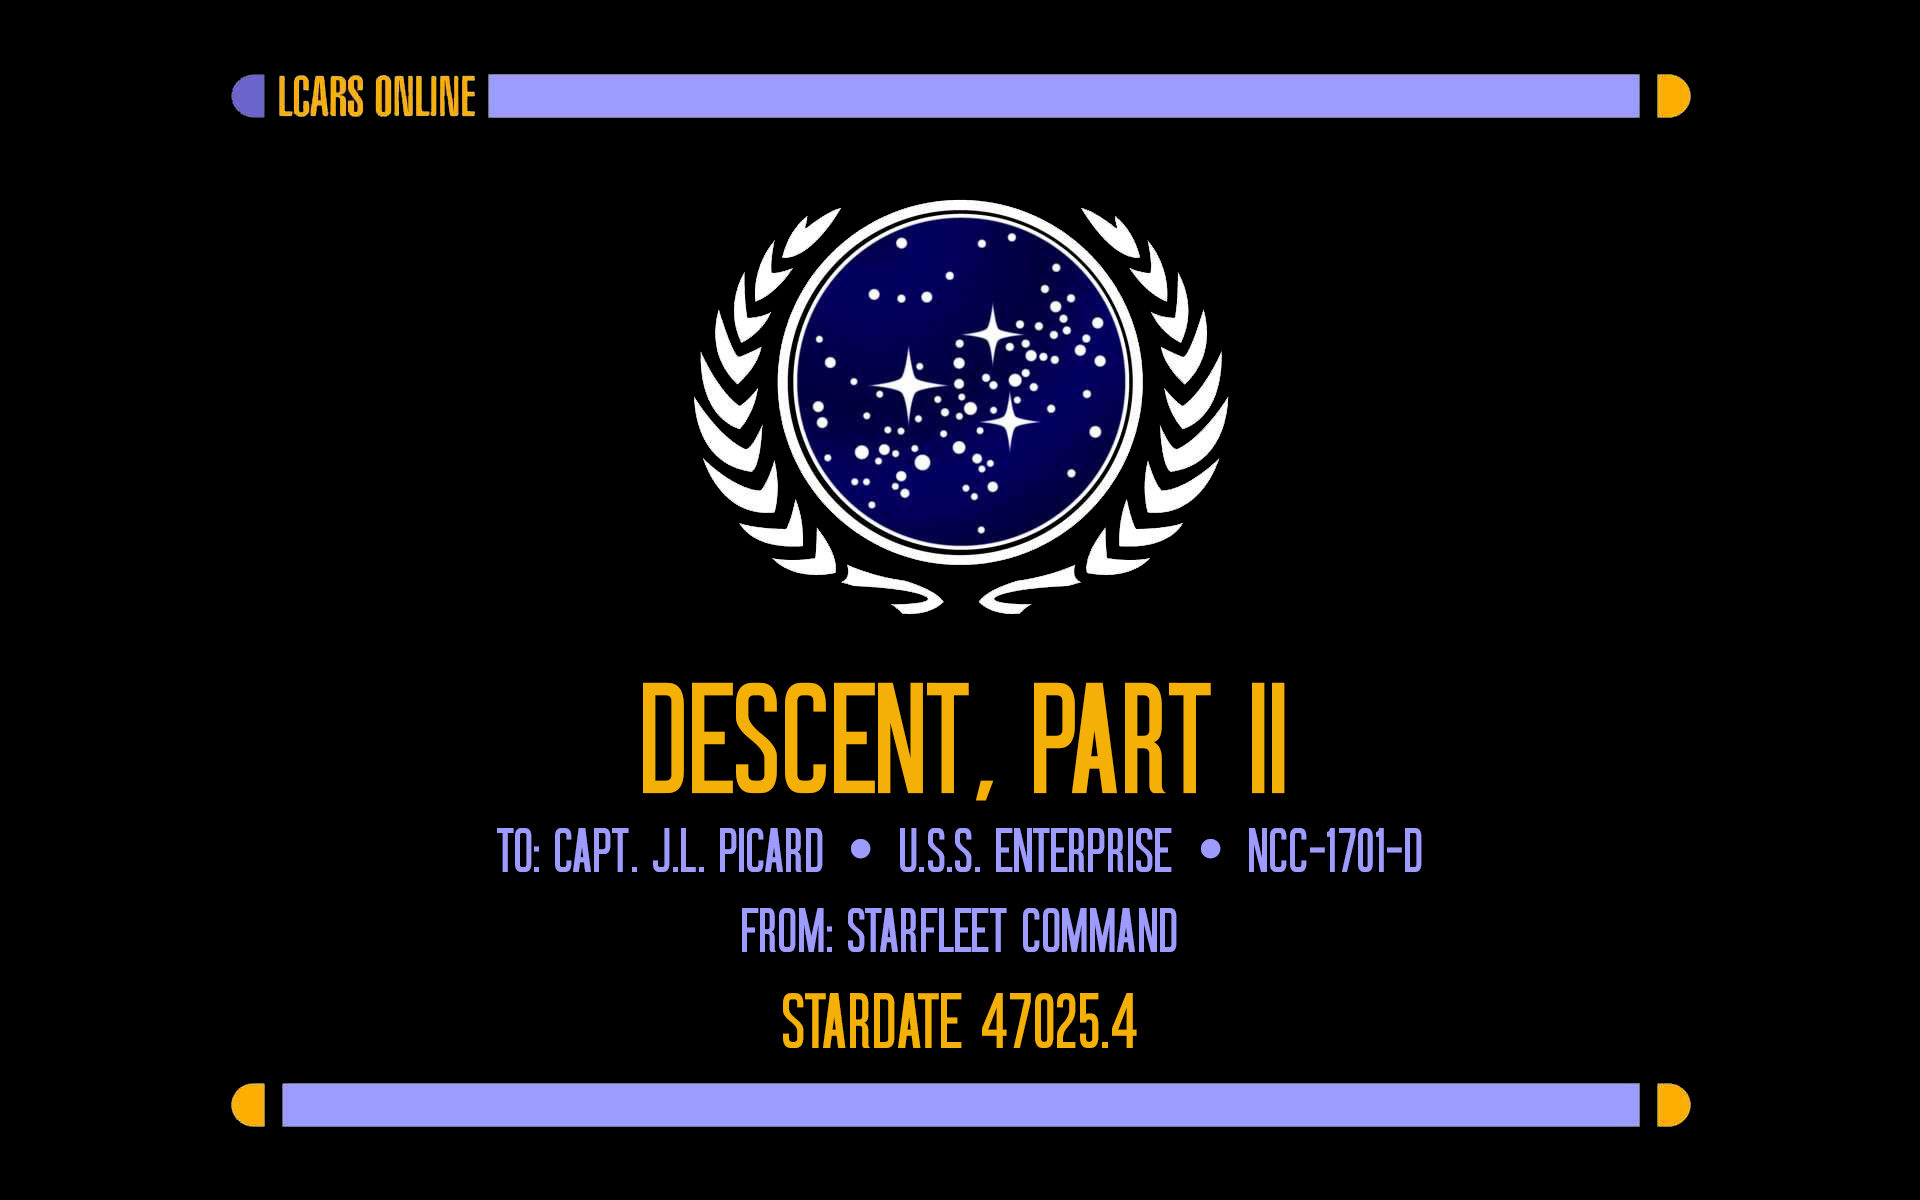 LCARS ONLINE
DESCENT, PART II
TO: CAPT. J.L. PICARD • U.S.S. ENTERPRISE • NCC-1701-D
FROM: STARFLEET COMMAND
STARDATE 47025.4